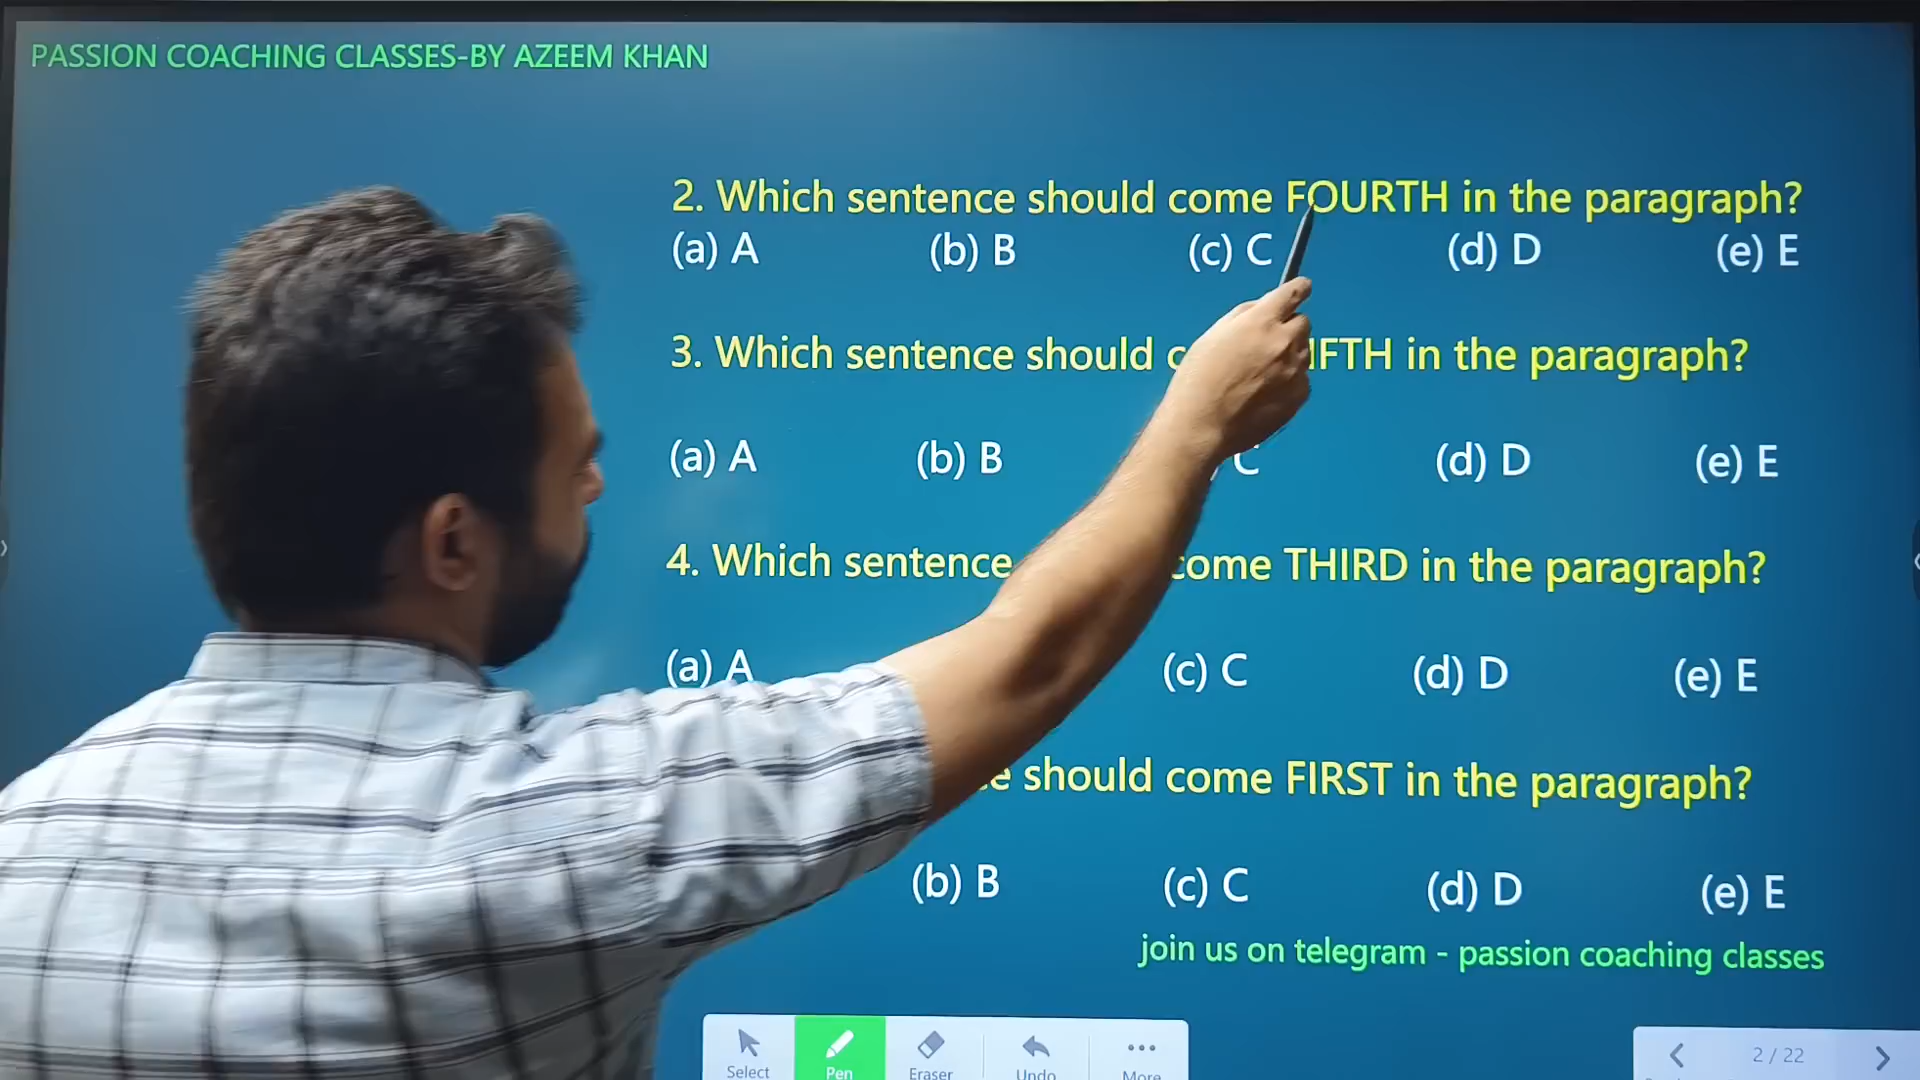 PASSION COACHING CLASSES-BY AZEEM KHAN
2. Which sentence should come FOURTH in the paragraph?
(a) A (b) B (c) C (d) D (e) E
3. Which sentence should IFTH in the paragraph?
(a) A (b) B C (d) D (e) E
4. Which sentence come THIRD in the paragraph?
(a) A (c) C (d) D (e) E
should come FIRST in the paragraph?
(b) B (c) C (d) D (e) E
join us on telegram - passion coaching classes
Select Pen Eraser Undo More
2 / 22